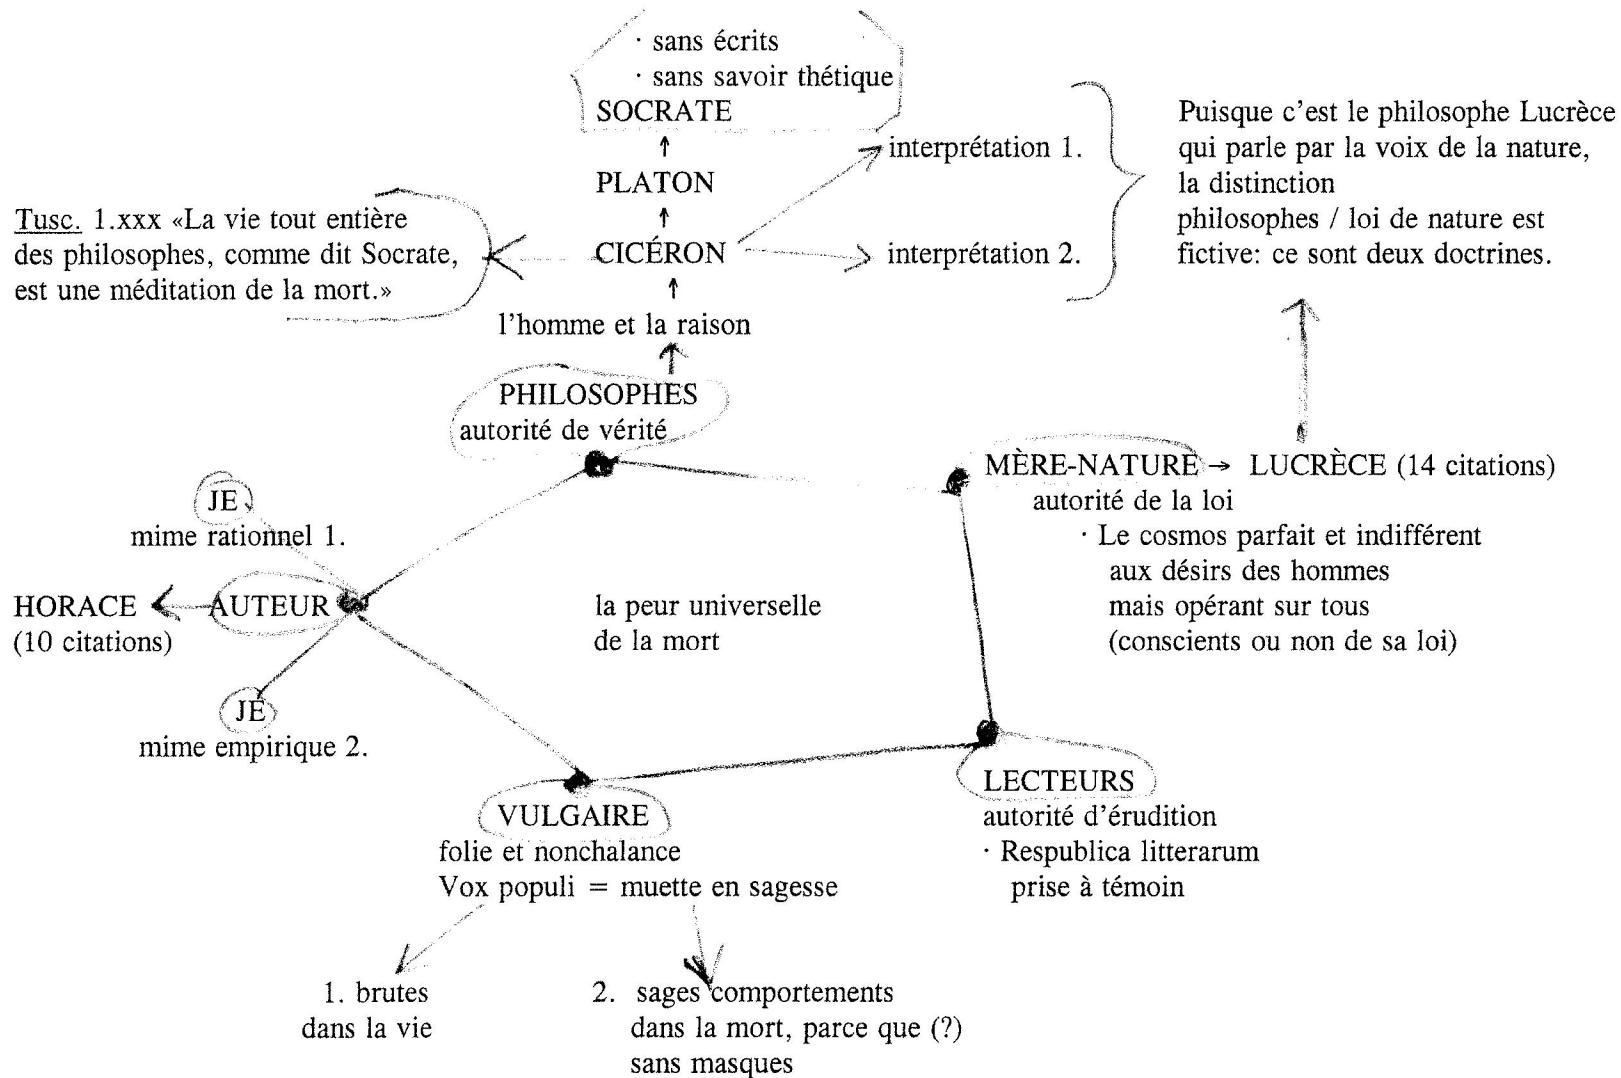 · sans écrits
· sans savoir thétique
SOCRATE
↑
PLATON
↑
CICÉRON
↑
l'homme et la raison
PHILOSOPHES
autorité de vérité
interprétation 1.
interprétation 2.
Puisque c'est le philosophe Lucrèce
qui parle par la voix de la nature,
la distinction
philosophes / loi de nature est
fictive: ce sont deux doctrines.
Tusc. 1.xxx «La vie tout entière
des philosophes, comme dit Socrate,
est une méditation de la mort.»
MÈRE-NATURE → LUCRÈCE (14 citations)
autorité de la loi
· Le cosmos parfait et indifférent
aux désirs des hommes
mais opérant sur tous
(conscients ou non de sa loi)
JE
mime rationnel 1.
HORACE
(10 citations)
AUTEUR
JE
mime empirique 2.
la peur universelle
de la mort
LECTEURS
autorité d'érudition
· Respublica litterarum
prise à témoin
VULGAIRE
folie et nonchalance
Vox populi = muette en sagesse
1. brutes
dans la vie
2. sages comportements
dans la mort, parce que (?)
sans masques